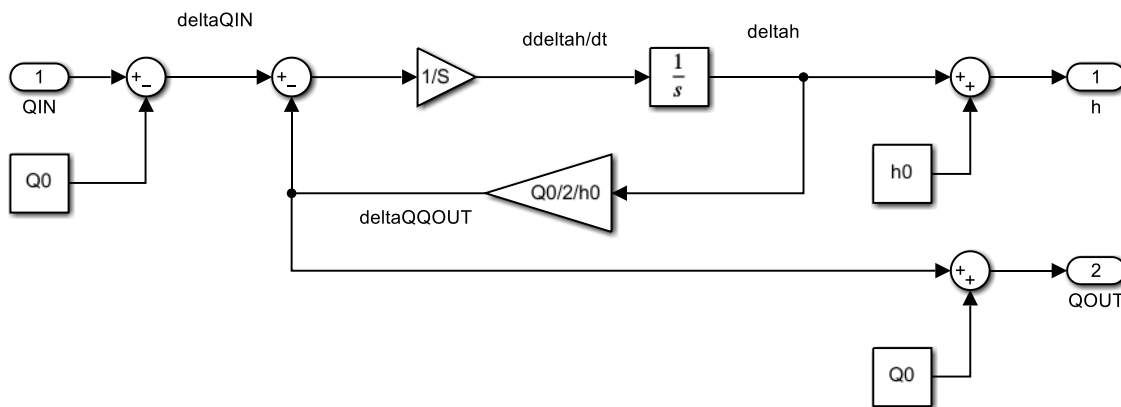 deltaQIN
ddeltah/dt
deltah
1
QIN
+
−
+
−
1/S
1
s
+
+
1
h
Q0
h0
Q0/2/h0
deltaQQOUT
+
+
2
QOUT
Q0